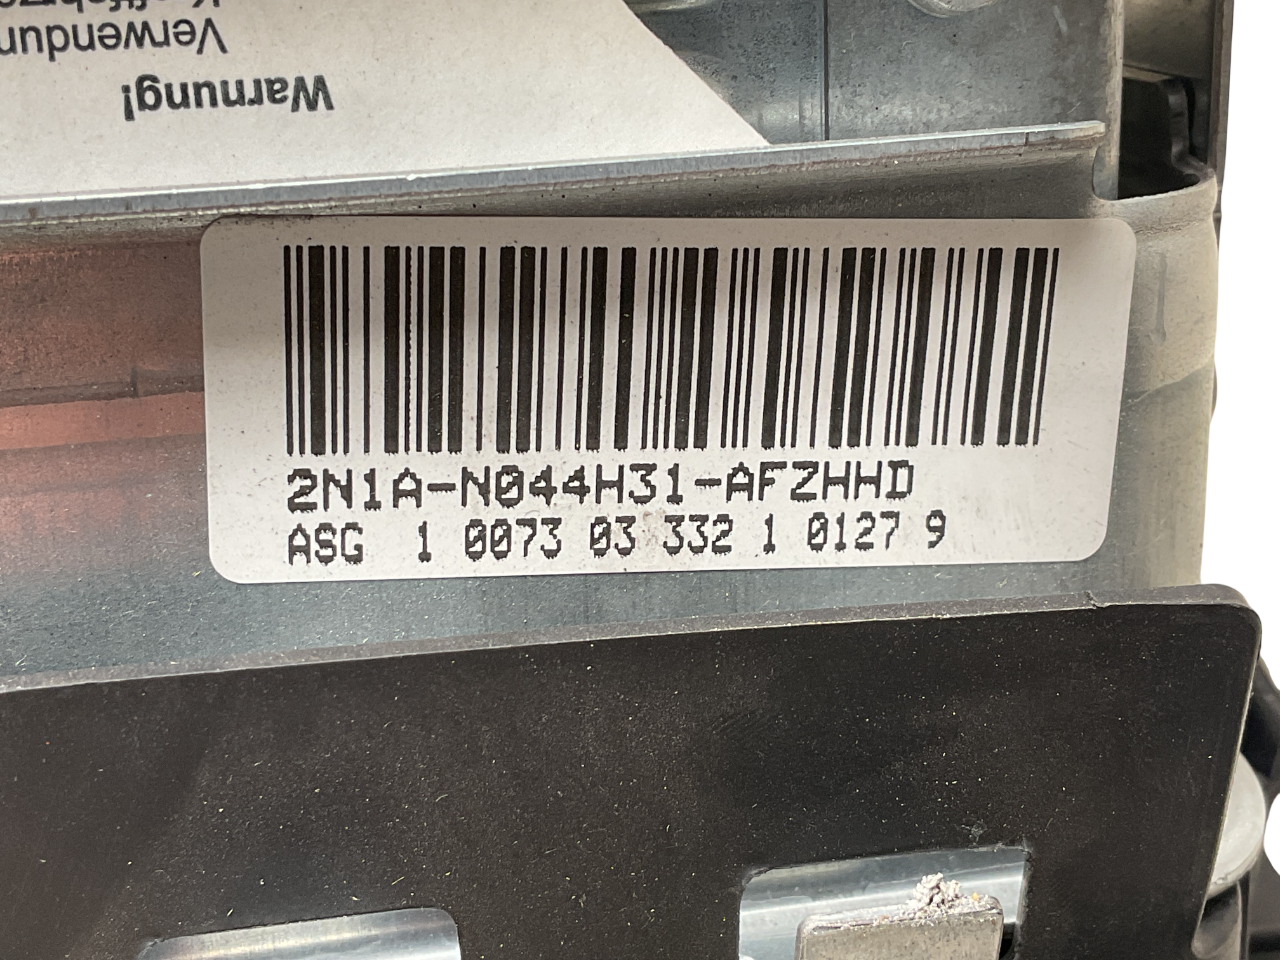 Warnung!
Verwendun
2N1A-N044H31-AFZHHD
ASG 1 0073 03 332 1 0127 9